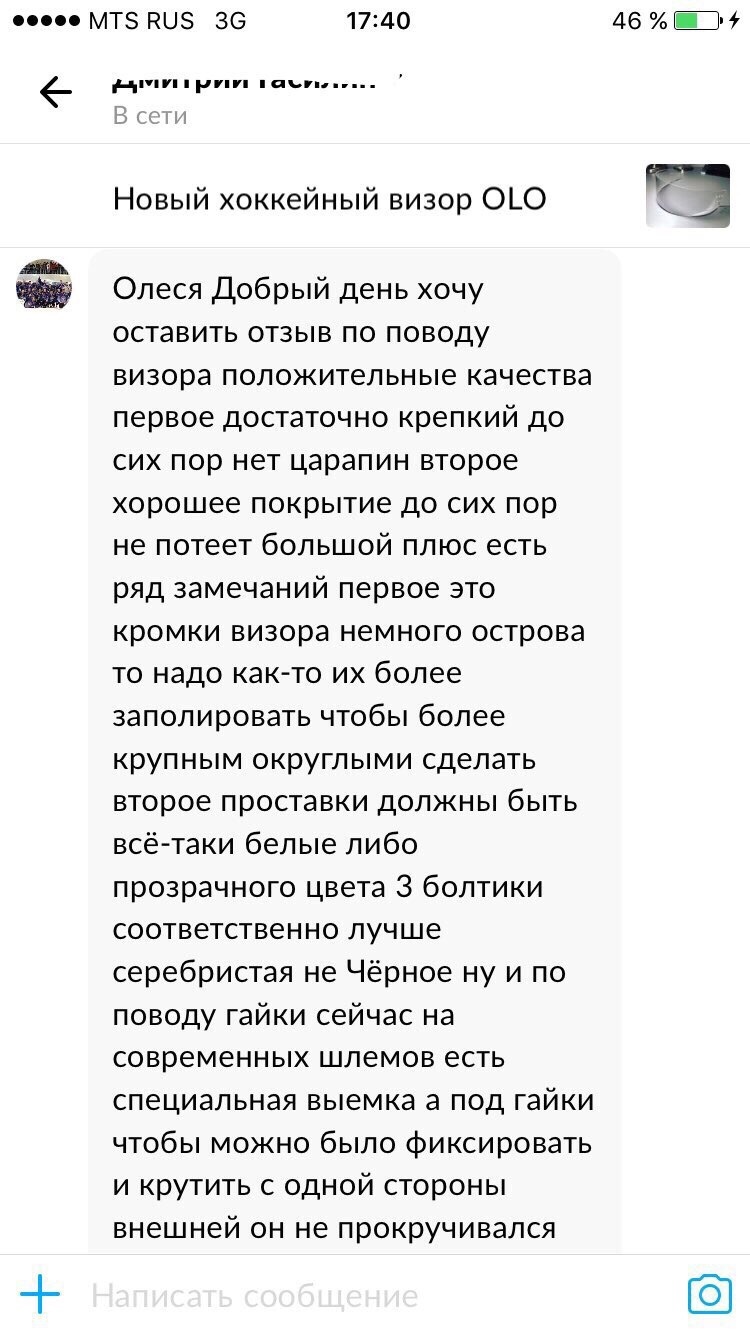 MTS RUS 3G 17:40 46 %
В сети
Новый хоккейный визор OLO
Олеся Добрый день хочу
оставить отзыв по поводу
визора положительные качества
первое достаточно крепкий до
сих пор нет царапин второе
хорошее покрытие до сих пор
не потеет большой плюс есть
ряд замечаний первое это
кромки визора немного острова
то надо как-то их более
заполировать чтобы более
крупным округлыми сделать
второе проставки должны быть
всё-таки белые либо
прозрачного цвета 3 болтики
соответственно лучше
серебристая не Чёрное ну и по
поводу гайки сейчас на
современных шлемов есть
специальная выемка а под гайки
чтобы можно было фиксировать
и крутить с одной стороны
внешней он не прокручивался
Написать сообщение